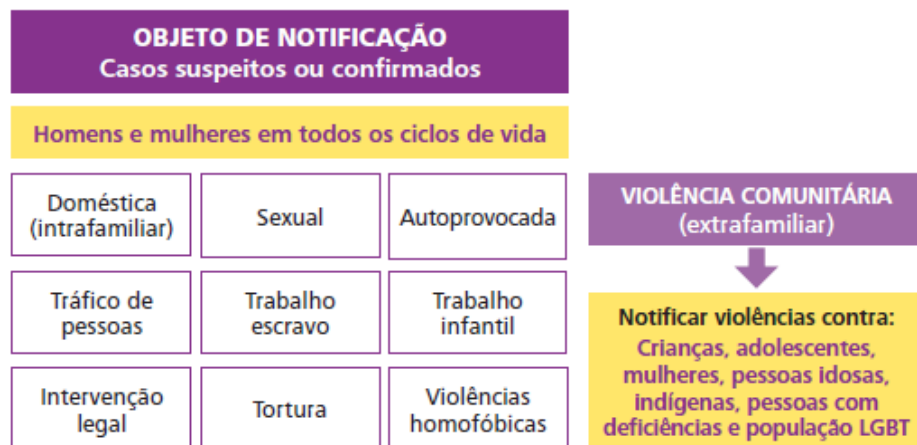 OBJETO DE NOTIFICAÇÃO
Casos suspeitos ou confirmados
Homens e mulheres em todos os ciclos de vida
Doméstica
(intrafamiliar)
Sexual
Autoprovocada
Tráfico de
pessoas
Trabalho
escravo
Trabalho
infantil
Intervenção
legal
Tortura
Violências
homofóbicas
VIOLÊNCIA COMUNITÁRIA
(extrafamiliar)
Notificar violências contra:
Crianças, adolescentes,
mulheres, pessoas idosas,
indígenas, pessoas com
deficiências e população LGBT